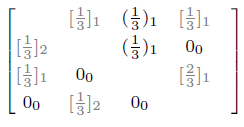 [1/3]₁ (1/3)₁ [1/3]₁
[1/3]₂ (1/3)₁ 0₀
[1/3]₁ 0₀ [2/3]₁
0₀ [1/3]₂ 0₀